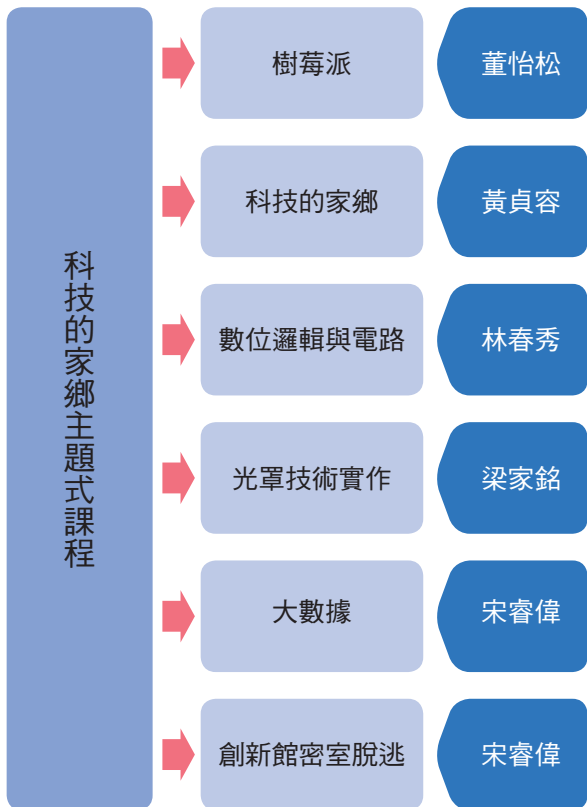 科技的家鄉主題式課程
樹莓派
董怡松
科技的家鄉
黃貞容
數位邏輯與電路
林春秀
光罩技術實作
梁家銘
大數據
宋睿偉
創新館密室脫逃
宋睿偉